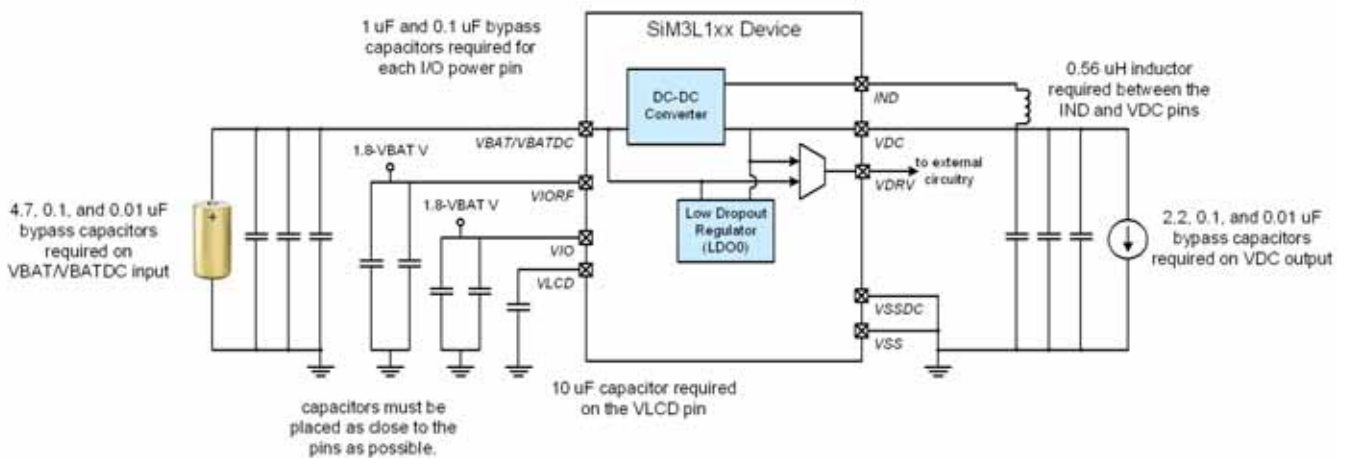 1 uF and 0.1 uF bypass
capacitors required for
each I/O power pin
SiM3L1xx Device
DC-DC
Converter
IND
0.56 uH inductor
required between the
IND and VDC pins
VBAT/VBATDC
VDC
1.8-VBAT V
VIORF
VDRV
to external
circuitry
1.8-VBAT V
Low Dropout
Regulator
(LDO0)
4.7, 0.1, and 0.01 uF
bypass capacitors
required on
VBAT/VBATDC input
+
VIO
VLCD
2.2, 0.1, and 0.01 uF
bypass capacitors
required on VDC output
VSSDC
VSS
10 uF capacitor required
on the VLCD pin
capacitors must be
placed as close to the
pins as possible.